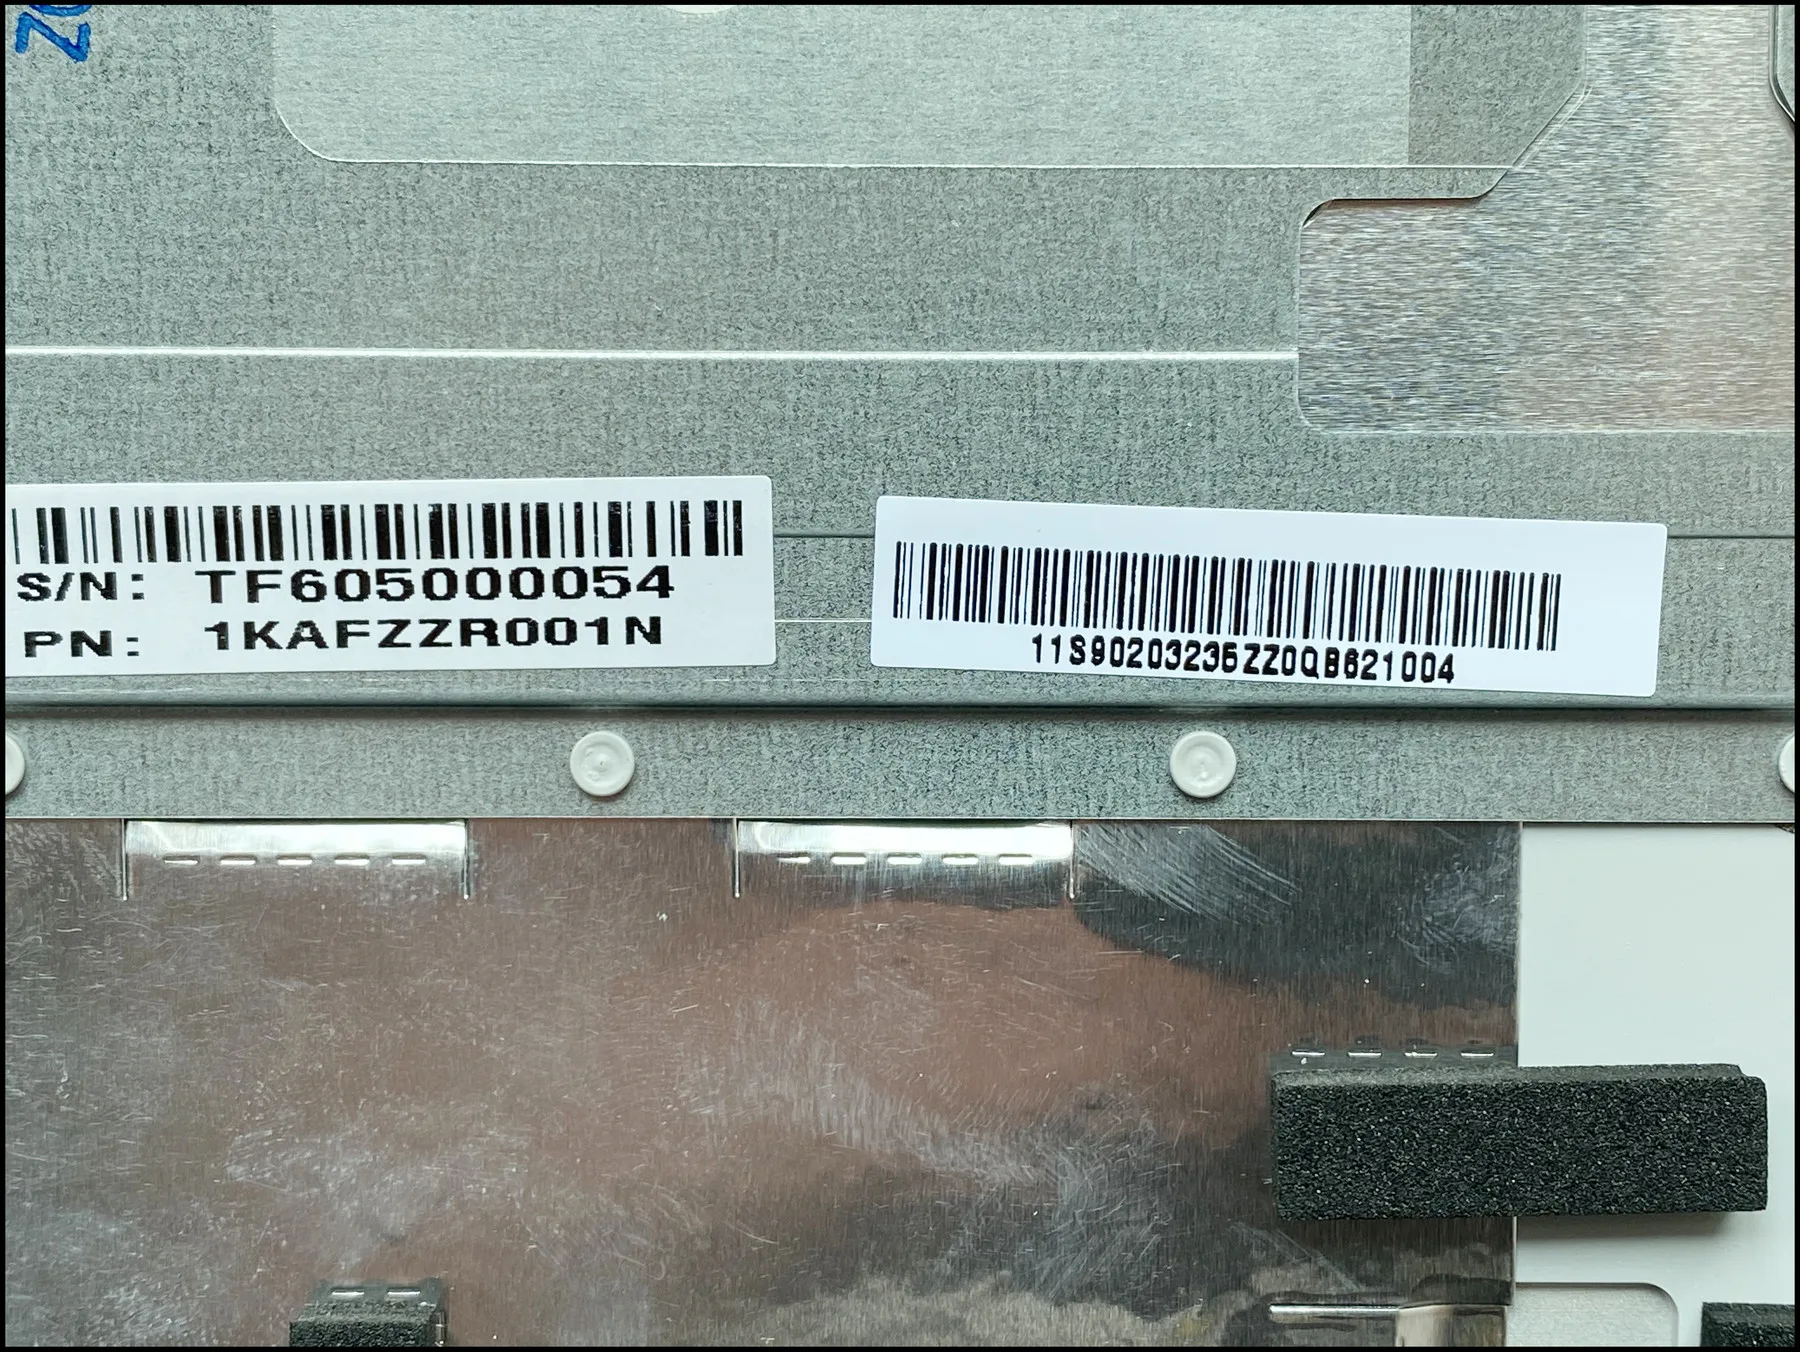 S/N: TF605000054
PN: 1KAFZZR001N
11S90203235ZZ0QB621004